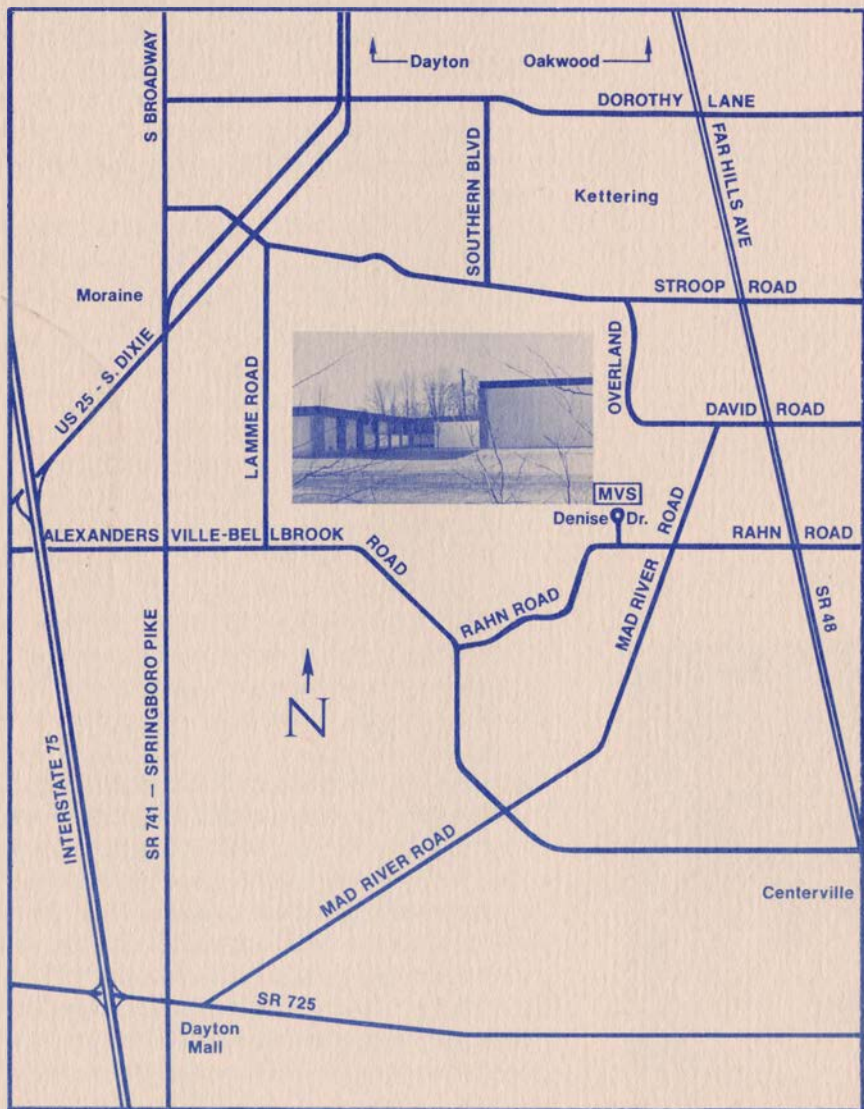 Dayton
Oakwood
S BROADWAY
DOROTHY LANE
FAR HILLS AVE
SOUTHERN BLVD
Kettering
Moraine
STROOP ROAD
US 25 - S. DIXIE
LAMME ROAD
OVERLAND
DAVID ROAD
MVS
Denise Dr.
ALEXANDERSVILLE-BELLBROOK ROAD
RAHN ROAD
MAD RIVER ROAD
RAHN ROAD
SR 48
N
INTERSTATE 75
SR 741 — SPRINGBORO PIKE
MAD RIVER ROAD
Centerville
SR 725
Dayton
Mall